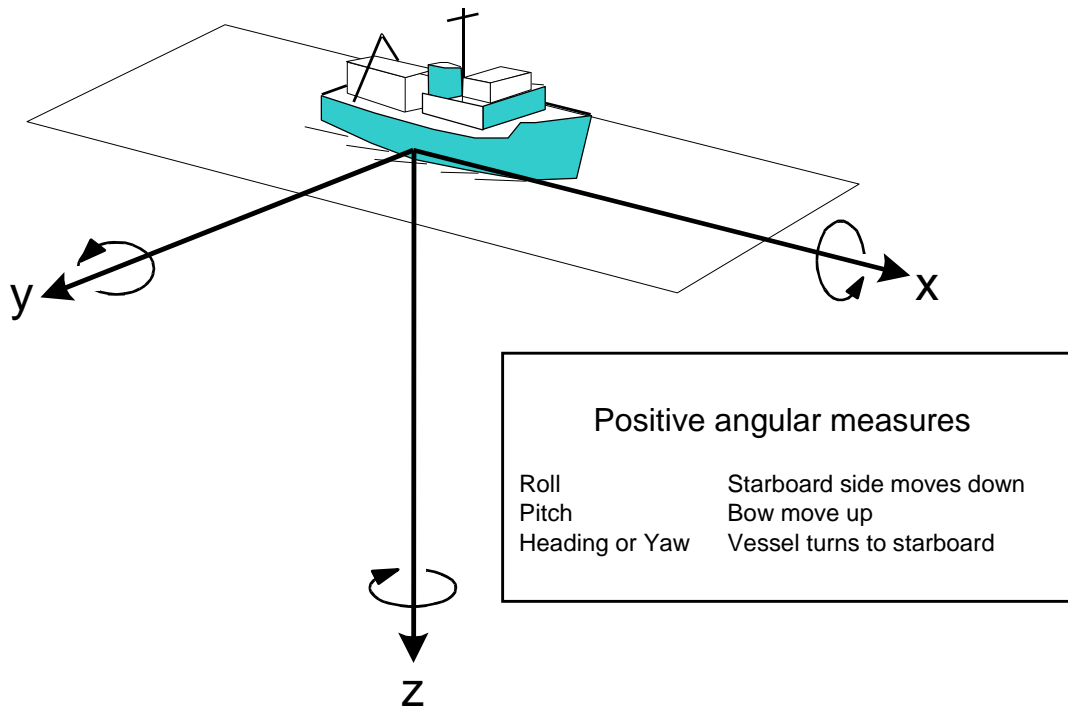 y
x
Positive angular measures
Roll Starboard side moves down
Pitch Bow move up
Heading or Yaw Vessel turns to starboard
z